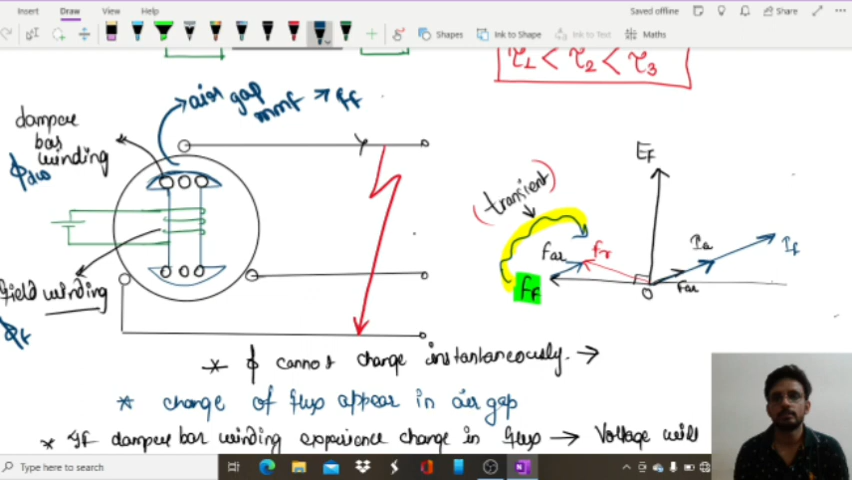 Insert Draw View Help
Saved offline
Share
Shapes
Ink to Shape
Ink to Text
Maths
τ1 < τ2 < τ3
air gap
mmf → Ff
damper
bar
winding
(transient)
Ef
Far
Fr
Ia
If
Ff
O
Far
field winding
Φf
* Φ cannot change instantaneously. →
* change of flux appear in air gap
* If damper bar winding experience change in flux → Voltage will
Type here to search